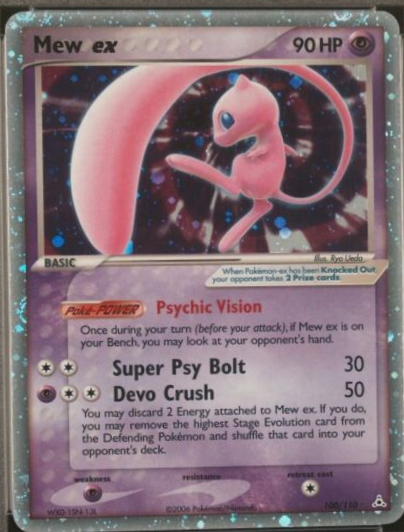 Mew ex
90 HP
BASIC
Illus. Ryo Ueda
When Pokémon-ex has been Knocked Out,
your opponent takes 2 Prize cards.
Poké-POWER Psychic Vision
Once during your turn (before your attack), if Mew ex is on
your Bench, you may look at your opponent's hand.
Super Psy Bolt 30
Devo Crush 50
You may discard 2 Energy attached to Mew ex. If you do,
you may remove the highest Stage Evolution card from
the Defending Pokémon and shuffle that card into your
opponent's deck.
weakness resistance retreat cost
©2006 Pokémon/Nintendo 100/110